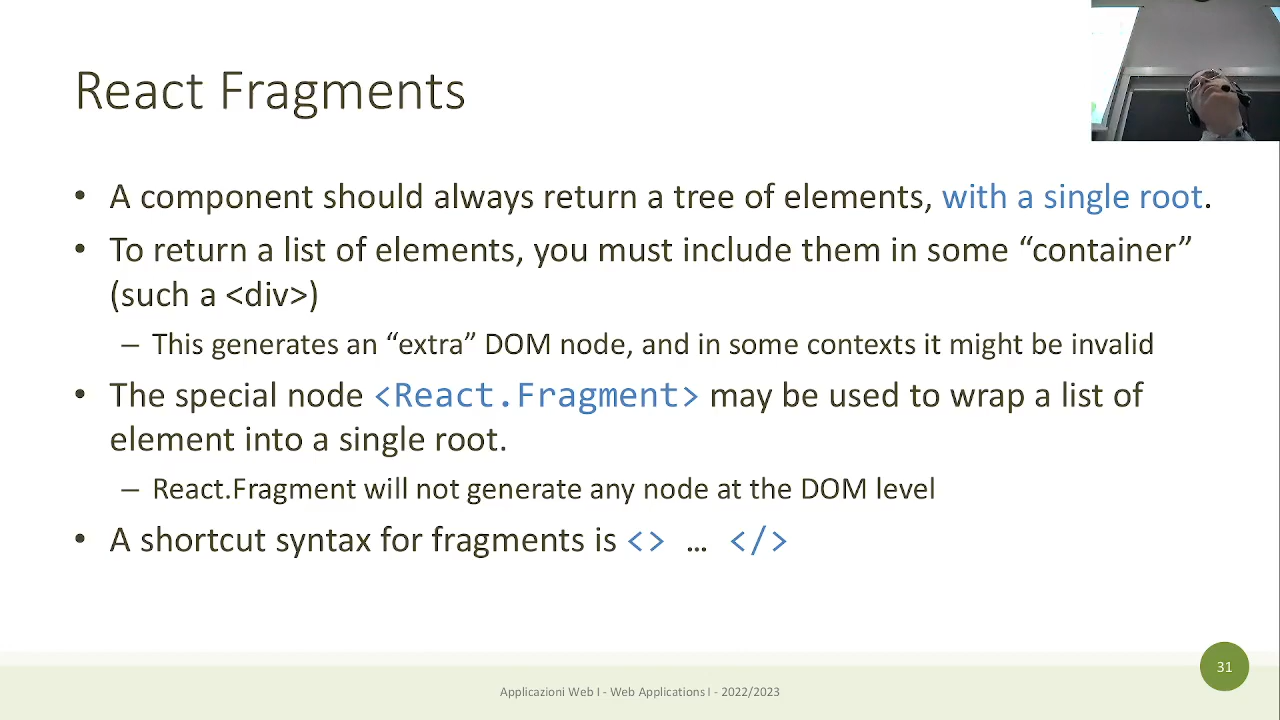 React Fragments
• A component should always return a tree of elements, with a single root.
• To return a list of elements, you must include them in some “container”
(such a <div>)
– This generates an “extra” DOM node, and in some contexts it might be invalid
• The special node <React.Fragment> may be used to wrap a list of
element into a single root.
– React.Fragment will not generate any node at the DOM level
• A shortcut syntax for fragments is <> … </>
31
Applicazioni Web I - Web Applications I - 2022/2023